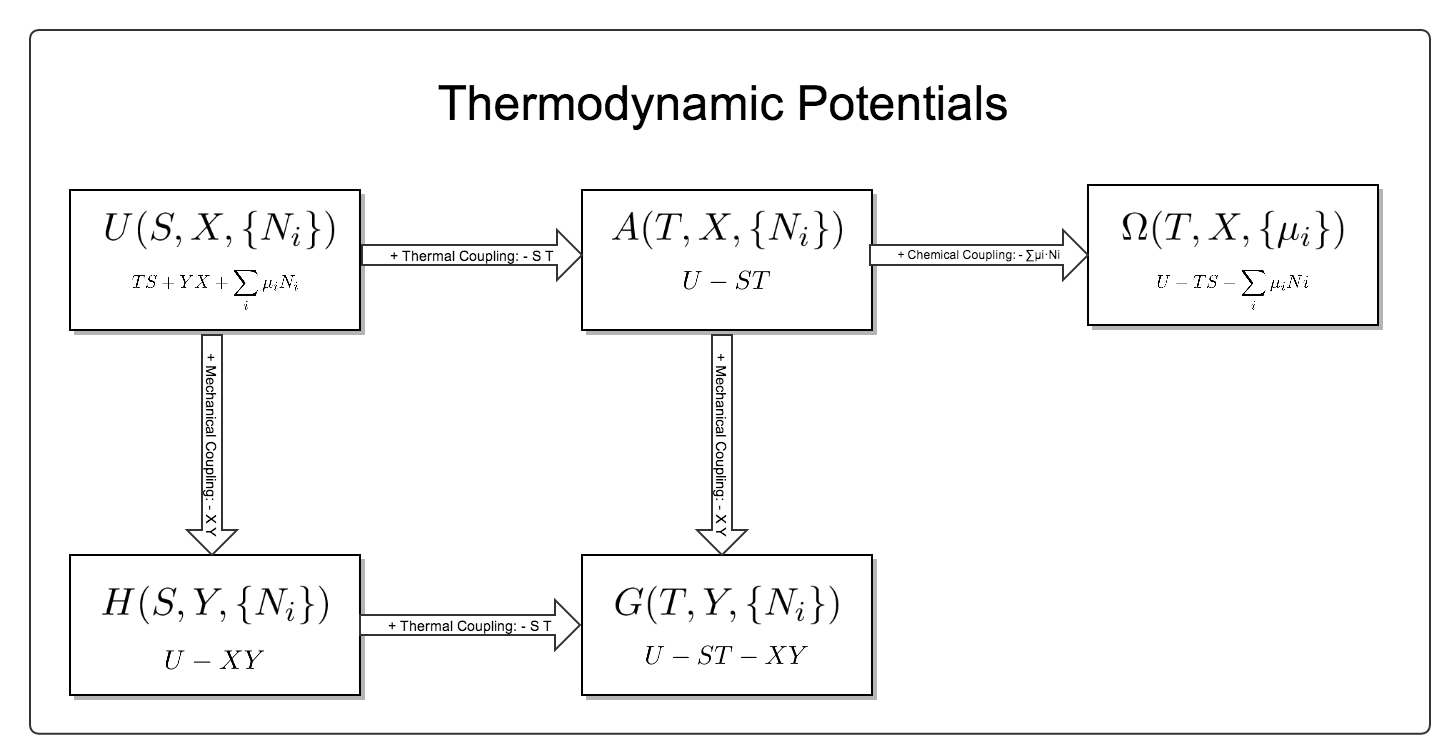 Thermodynamic Potentials
U(S, X, {N_i})
TS + YX + ∑_i μ_i N_i
+ Thermal Coupling: - S T
A(T, X, {N_i})
U − ST
+ Chemical Coupling: - ∑μi·Ni
Ω(T, X, {μ_i})
U − TS − ∑_i μ_i Ni
+ Mechanical Coupling: - X Y
+ Mechanical Coupling: - X Y
H(S, Y, {N_i})
U − XY
+ Thermal Coupling: - S T
G(T, Y, {N_i})
U − ST − XY